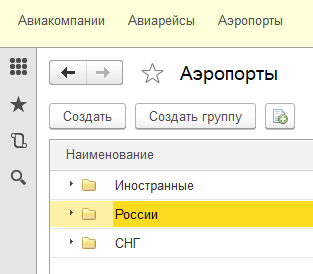 Авиакомпании Авиарейсы Аэропорты
Аэропорты
Создать Создать группу
Наименование
Иностранные
России
СНГ